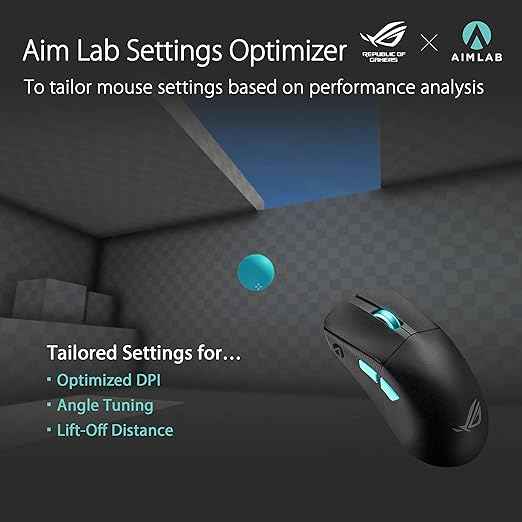 Aim Lab Settings Optimizer
REPUBLIC OF GAMERS
×
AIMLAB
To tailor mouse settings based on performance analysis
Tailored Settings for...
• Optimized DPI
• Angle Tuning
• Lift-Off Distance